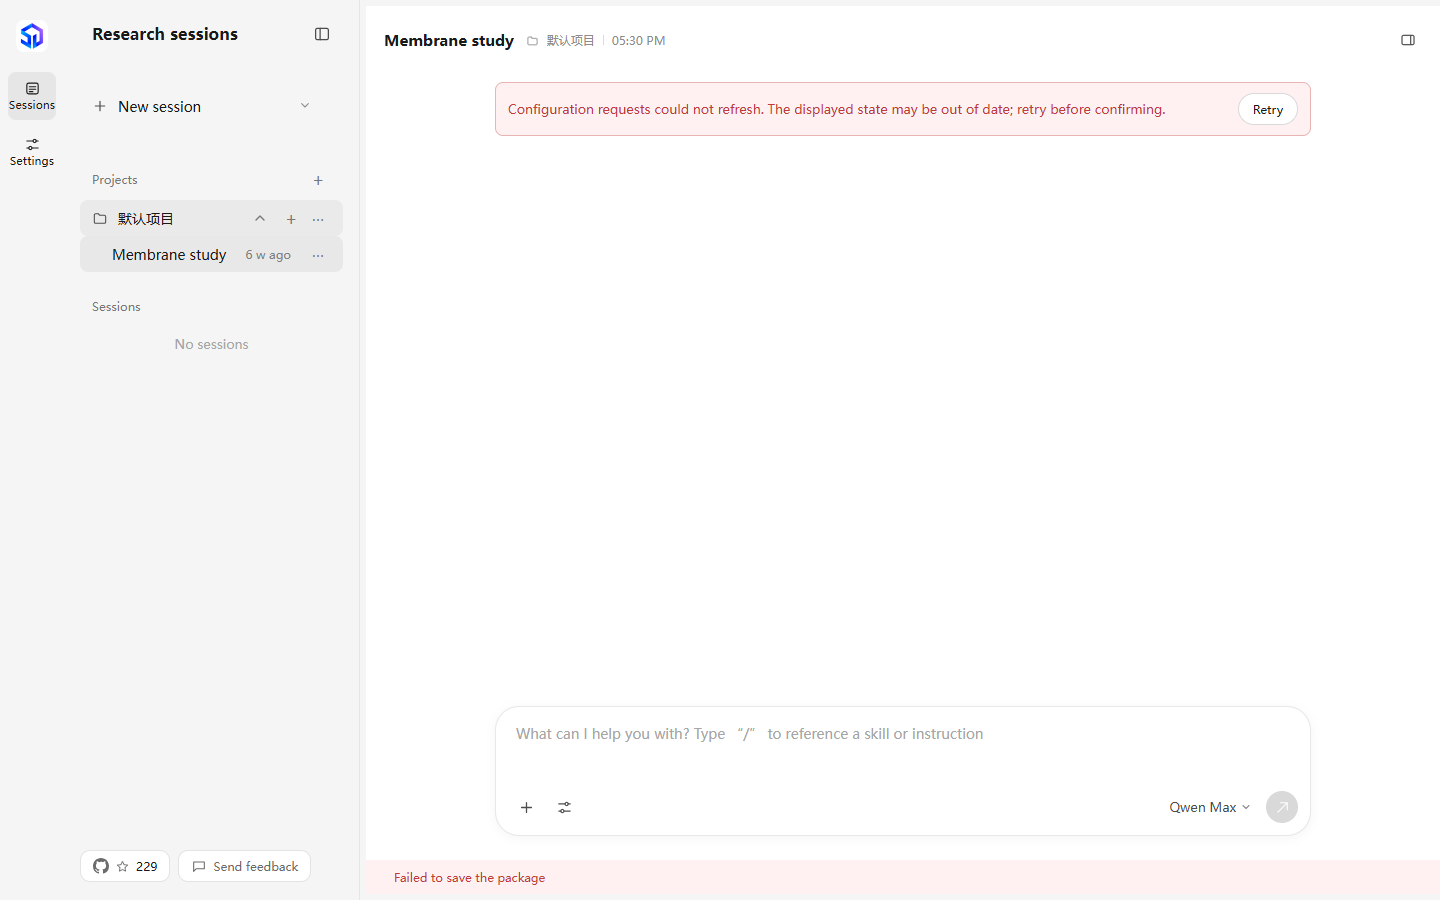 Research sessions
Sessions
Settings
New session
Projects
默认项目
Membrane study 6 w ago
Sessions
No sessions
229
Send feedback
Membrane study 默认项目 05:30 PM
Configuration requests could not refresh. The displayed state may be out of date; retry before confirming.
Retry
What can I help you with? Type “/” to reference a skill or instruction
Qwen Max
Failed to save the package